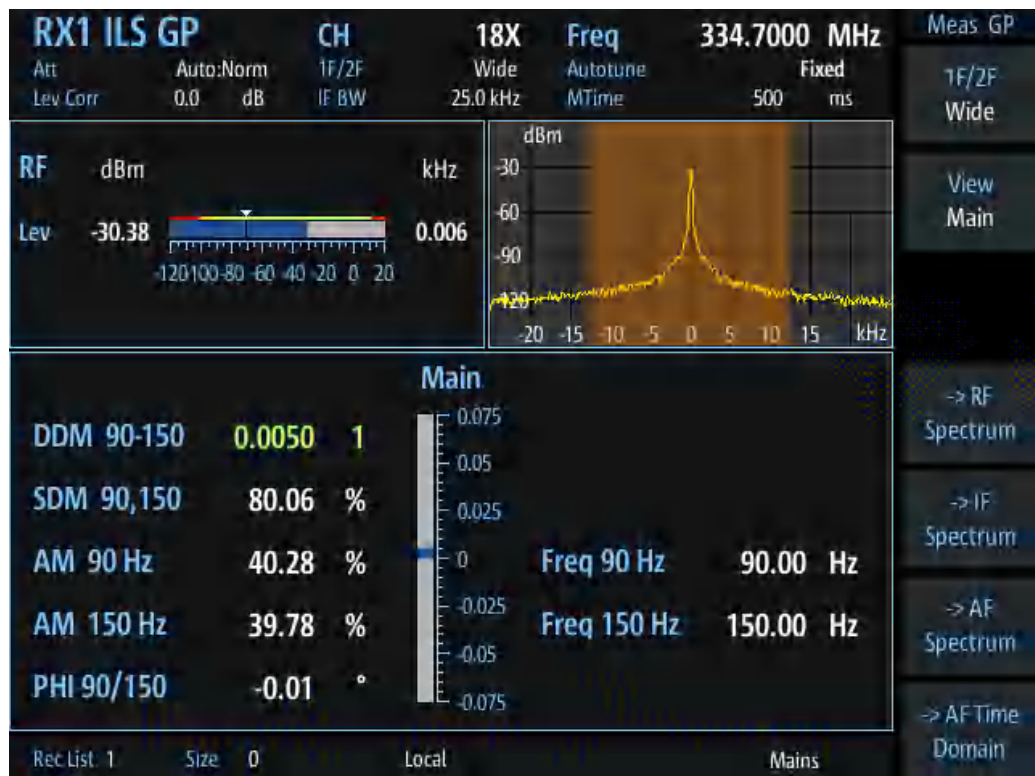 RX1 ILS GP CH 18X Freq 334.7000 MHz
Att Auto:Norm 1F/2F Wide Autotune Fixed
Lev Corr 0.0 dB IF BW 25.0 kHz MTime 500 ms
Meas GP
1F/2F
Wide
View
Main
-> RF
Spectrum
-> IF
Spectrum
-> AF
Spectrum
-> AF Time
Domain
RF dBm kHz
Lev -30.38 0.006
-120 -100 -80 -60 -40 -20 0 20
dBm
-30
-60
-90
-120
-20 -15 -10 -5 0 5 10 15 kHz
Main
DDM 90-150 0.0050 1
SDM 90,150 80.06 %
AM 90 Hz 40.28 %
AM 150 Hz 39.78 %
PHI 90/150 -0.01 °
0.075
0.05
0.025
0
-0.025
-0.05
-0.075
Freq 90 Hz 90.00 Hz
Freq 150 Hz 150.00 Hz
Rec List 1 Size 0 Local Mains